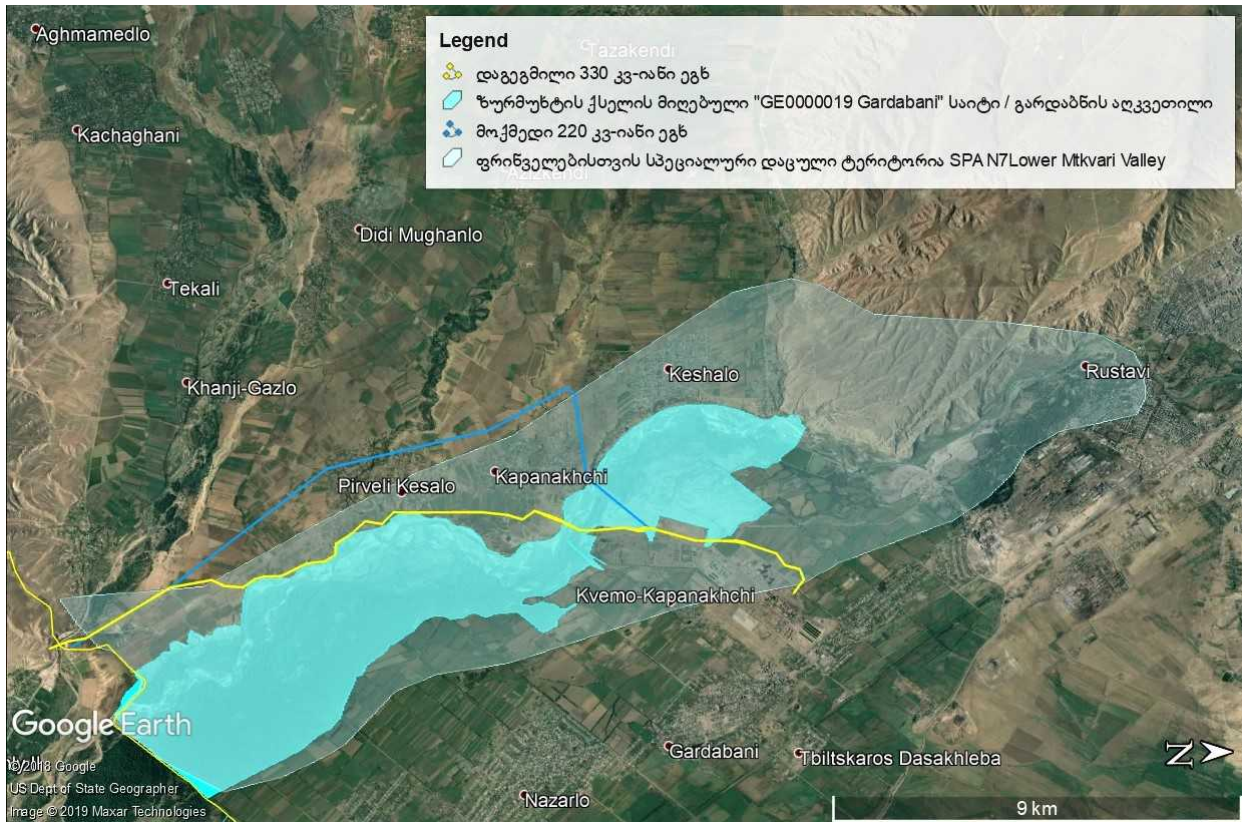 Legend
დაგეგმილი 330 კვ-იანი ეგხ
ზურმუხტის ქსელის მიღებული "GE0000019 Gardabani" საიტი / გარდაბნის აღკვეთილი
მოქმედი 220 კვ-იანი ეგხ
ფრინველებისთვის სპეციალური დაცული ტერიტორია SPA N7Lower Mtkvari Valley
Aghmamedlo
Tazakendi
Kachaghani
Azizkendi
Didi Mughanlo
Tekali
Khanji-Gazlo
Keshalo
Rustavi
Kapanakhchi
Pirveli Kesalo
Kvemo-Kapanakhchi
Gardabani
Tbiltskaros Dasakhleba
Nazarlo
Google Earth
©2018 Google
US Dept of State Geographer
Image © 2019 Maxar Technologies
N
9 km